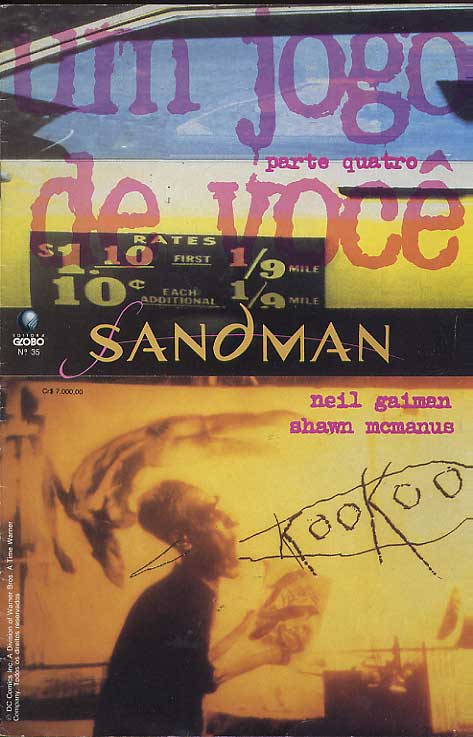 um jogo
parte quatro
de você
RATES
$1.10 FIRST 1/9 MILE
10¢ EACH ADDITIONAL 1/9 MILE
EDITORA
GLOBO
Nº 35
SANDMAN
Cr$ 7.000,00
neil gaiman
shawn mcmanus
KOOKOO
© DC Comics Inc. A Division of Warner Bros. A Time Warner
Company. Todos os direitos reservados